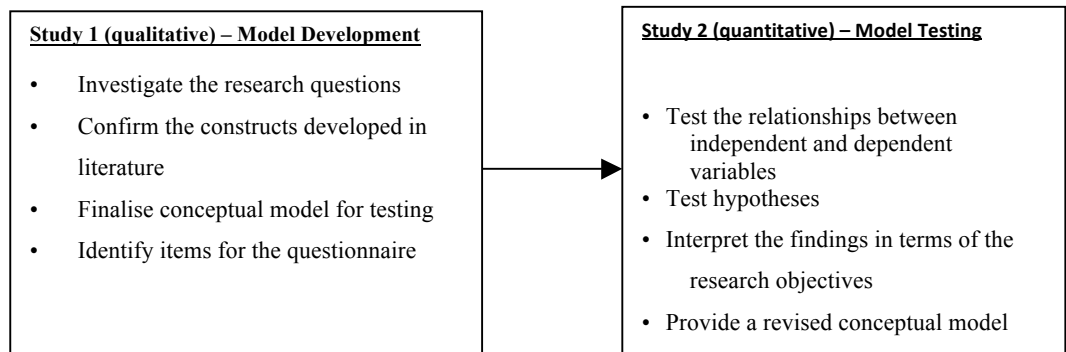 Study 1 (qualitative) – Model Development
• Investigate the research questions
• Confirm the constructs developed in
literature
• Finalise conceptual model for testing
• Identify items for the questionnaire
Study 2 (quantitative) – Model Testing
• Test the relationships between
independent and dependent
variables
• Test hypotheses
• Interpret the findings in terms of the
research objectives
• Provide a revised conceptual model